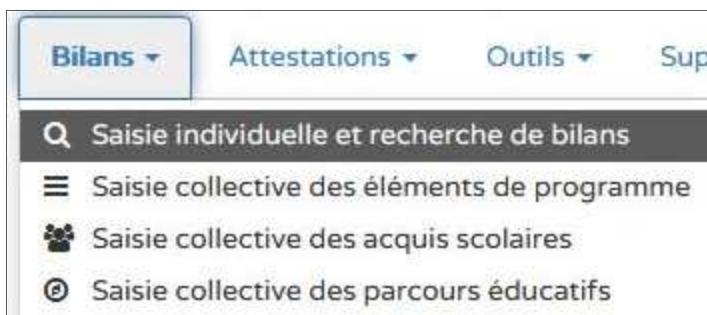 Bilans Attestations Outils Sup
Saisie individuelle et recherche de bilans
Saisie collective des éléments de programme
Saisie collective des acquis scolaires
Saisie collective des parcours éducatifs